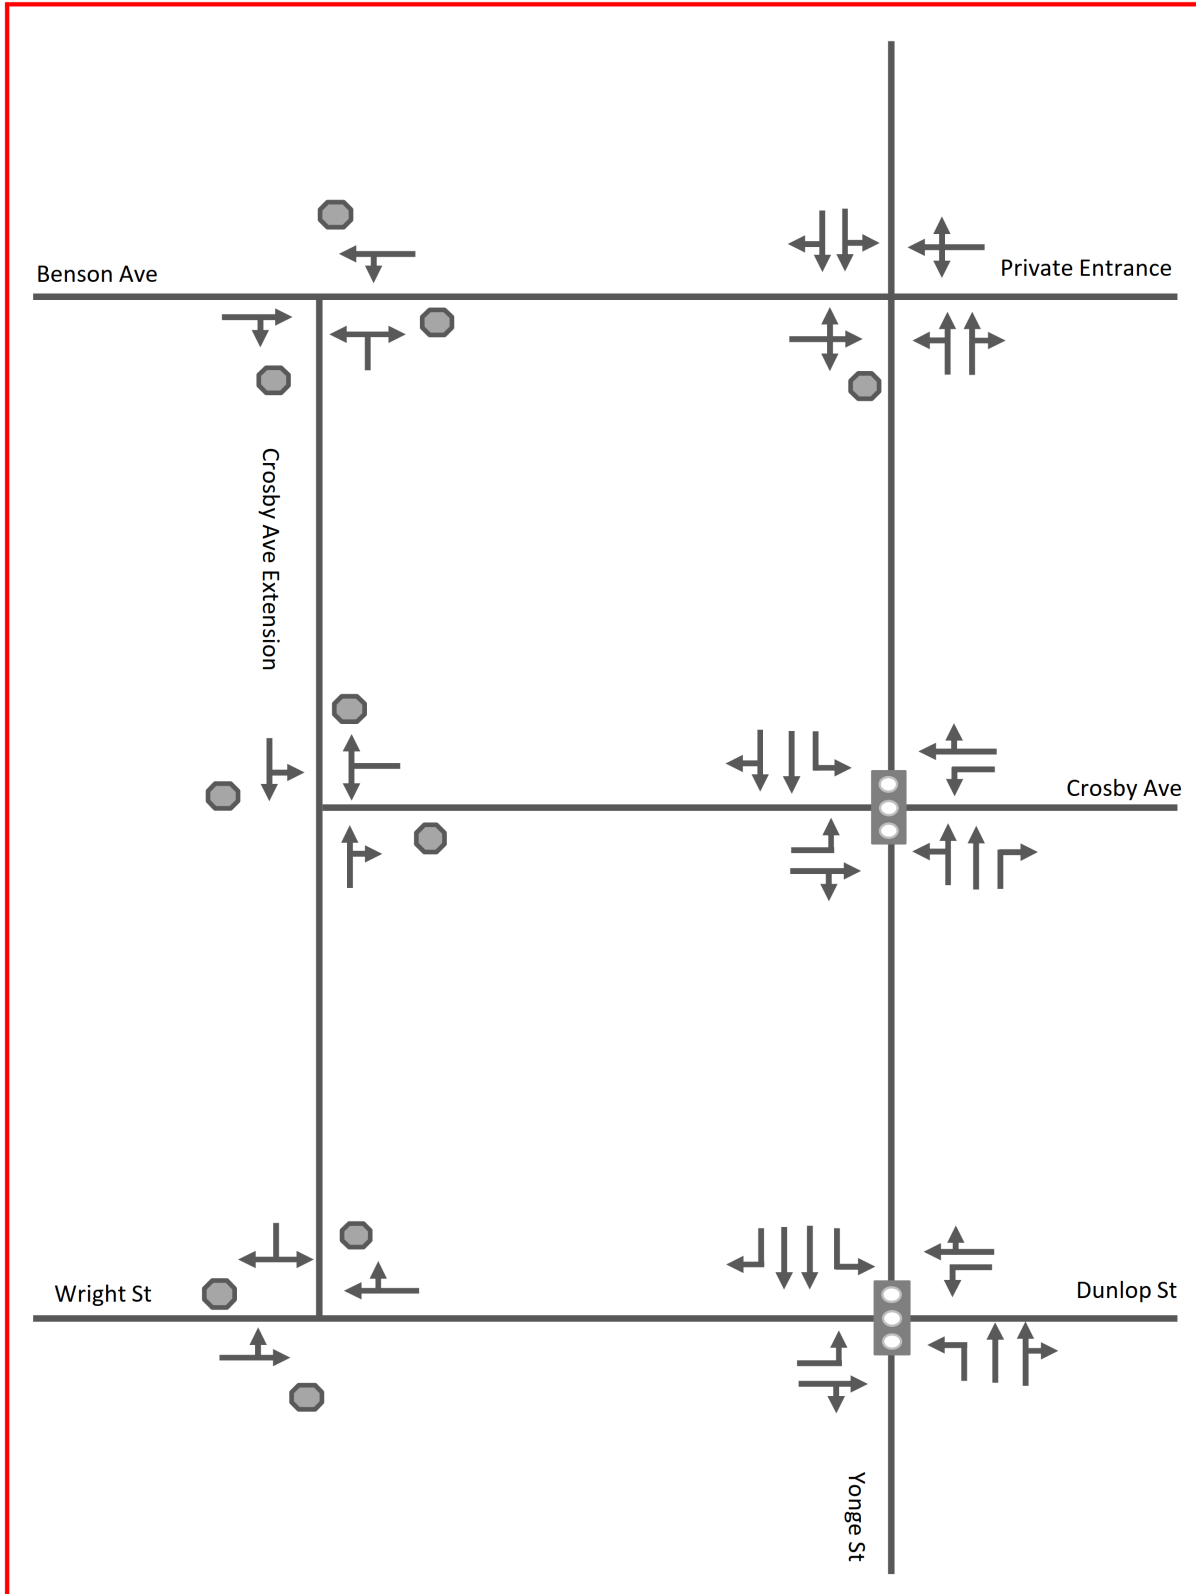 Benson Ave
Private Entrance
Crosby Ave Extension
Crosby Ave
Wright St
Dunlop St
Yonge St